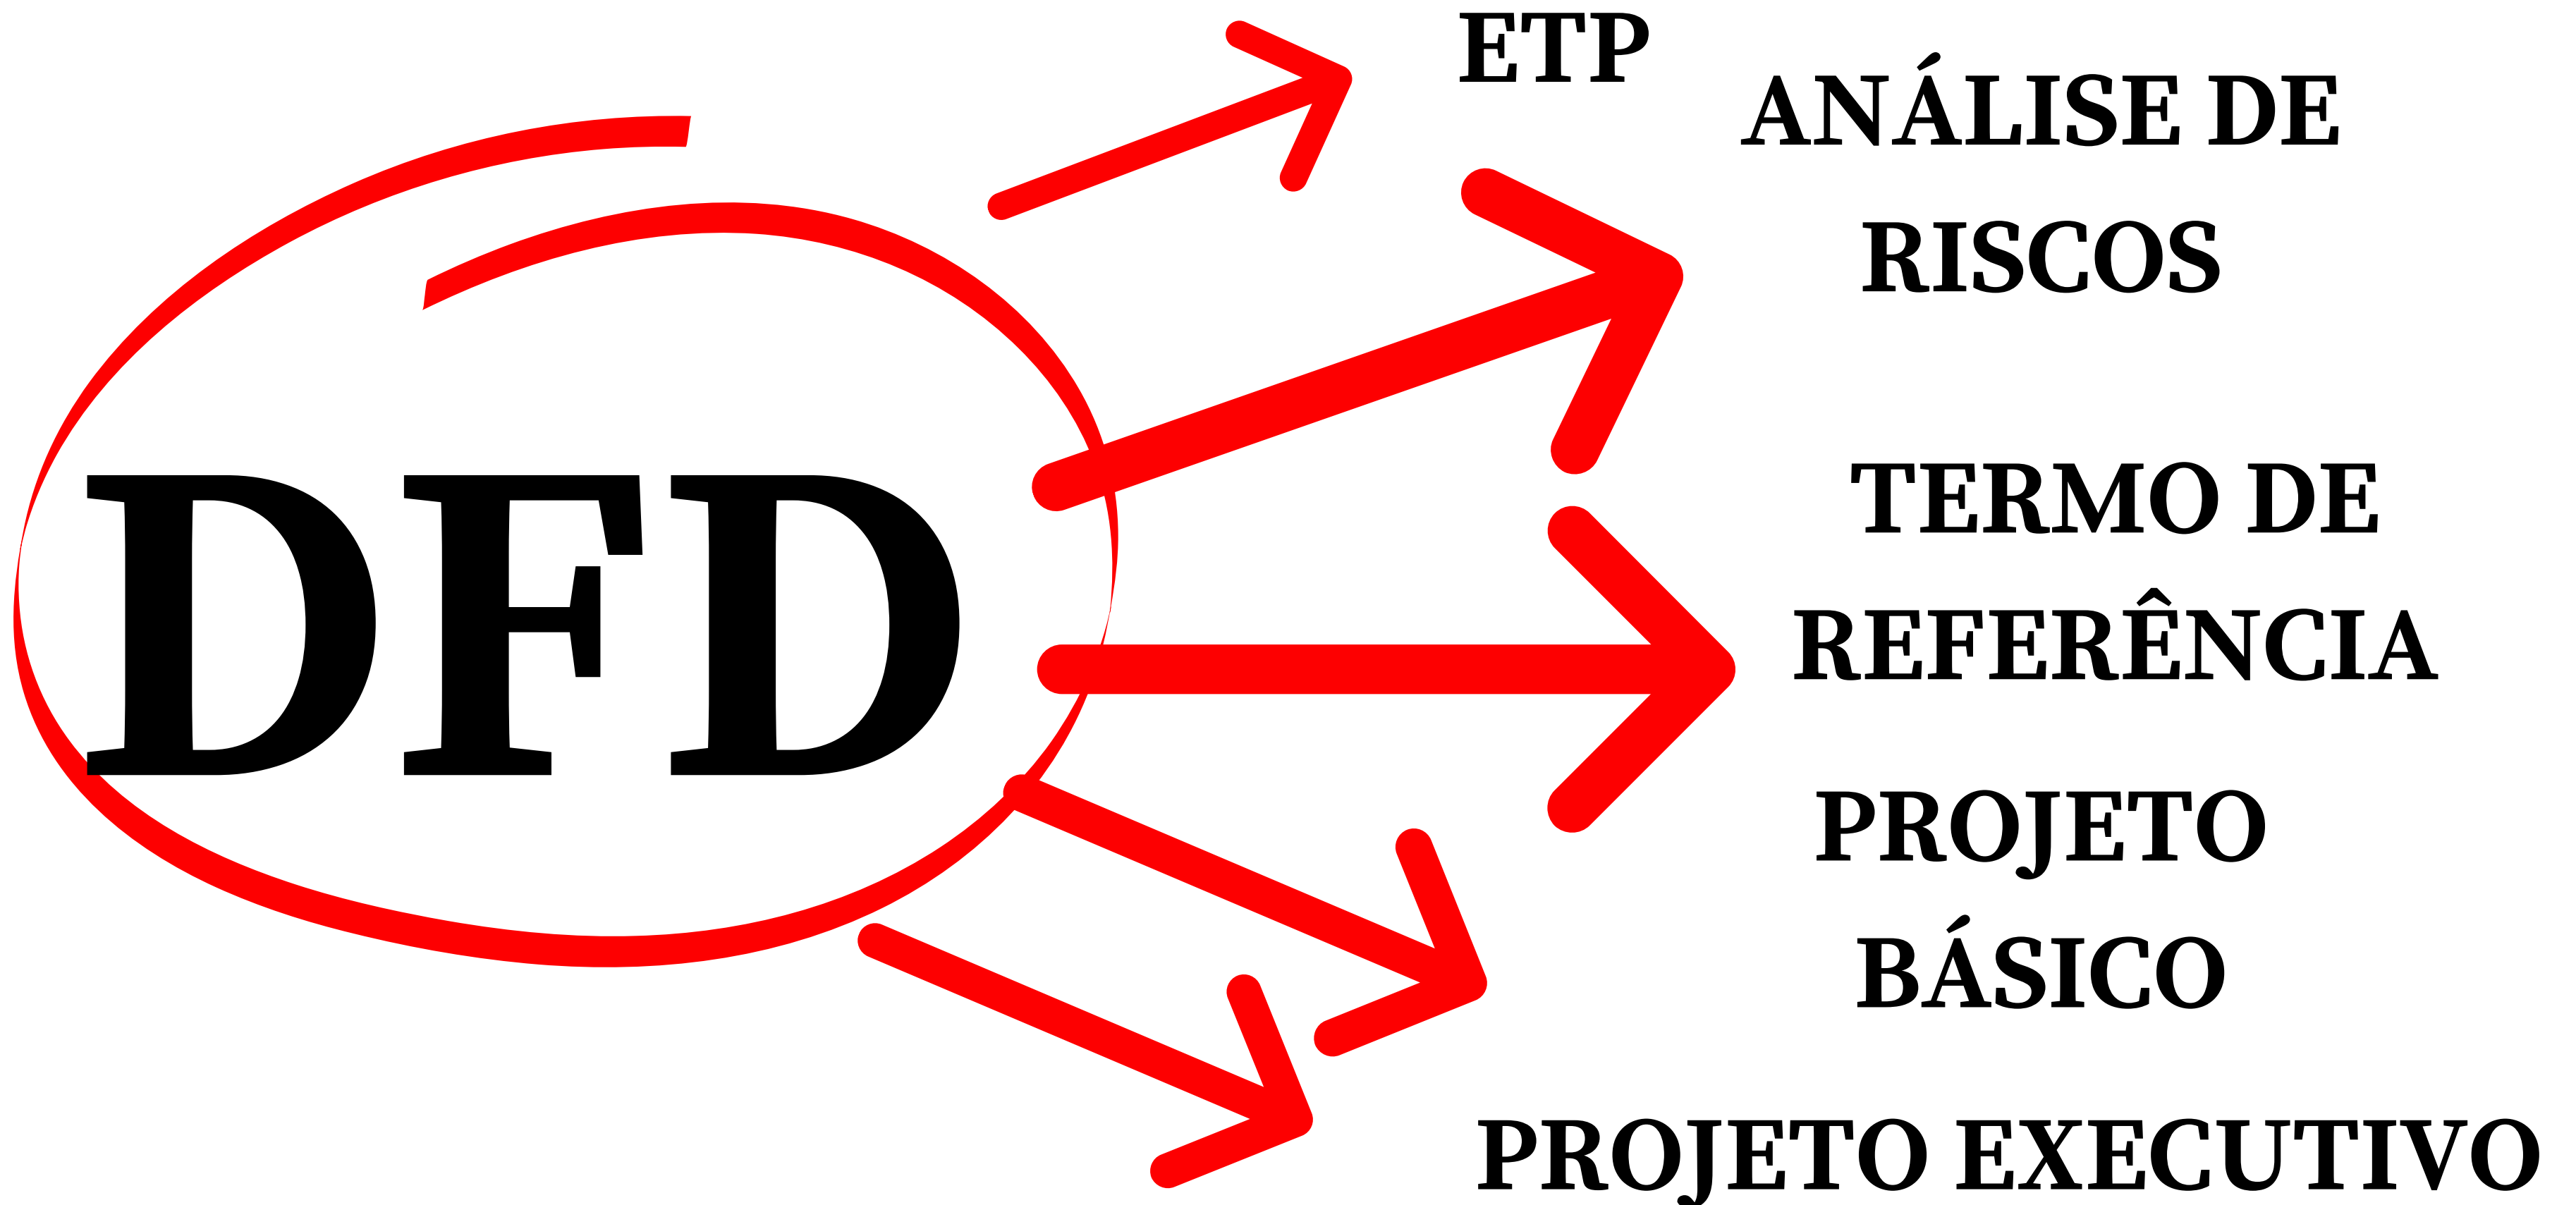 DFD
ETP
ANÁLISE DE
RISCOS
TERMO DE
REFERÊNCIA
PROJETO
BÁSICO
PROJETO EXECUTIVO